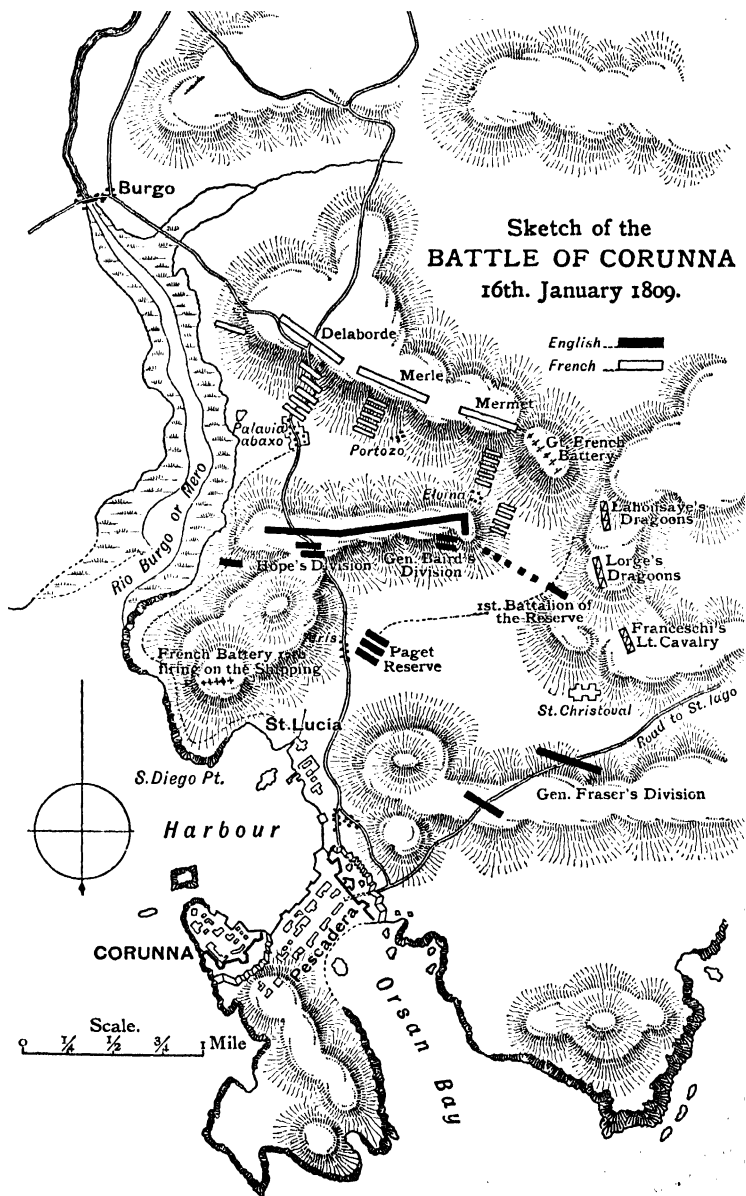 Burgo
Sketch of the
BATTLE OF CORUNNA
16th. January 1809.
English
French
Delaborde
Merle
Mermet
Palavia
abaxo
Portozo
Gt. French
Battery
Elvina
Lahoussaye's
Dragoons
Rio Burgo or Mero
Hope's Division
Gen. Baird's
Division
Lorge's
Dragoons
1st. Battalion of
the Reserve
French Battery
firing on the Shipping
Paget
Reserve
Franceschi's
Lt. Cavalry
St. Christoval
St. Lucia
Road to St. Iago
S. Diego Pt.
Gen. Fraser's Division
Harbour
CORUNNA
Pescadera
Orsan Bay
Scale.
0 1/4 1/2 3/4 1 Mile